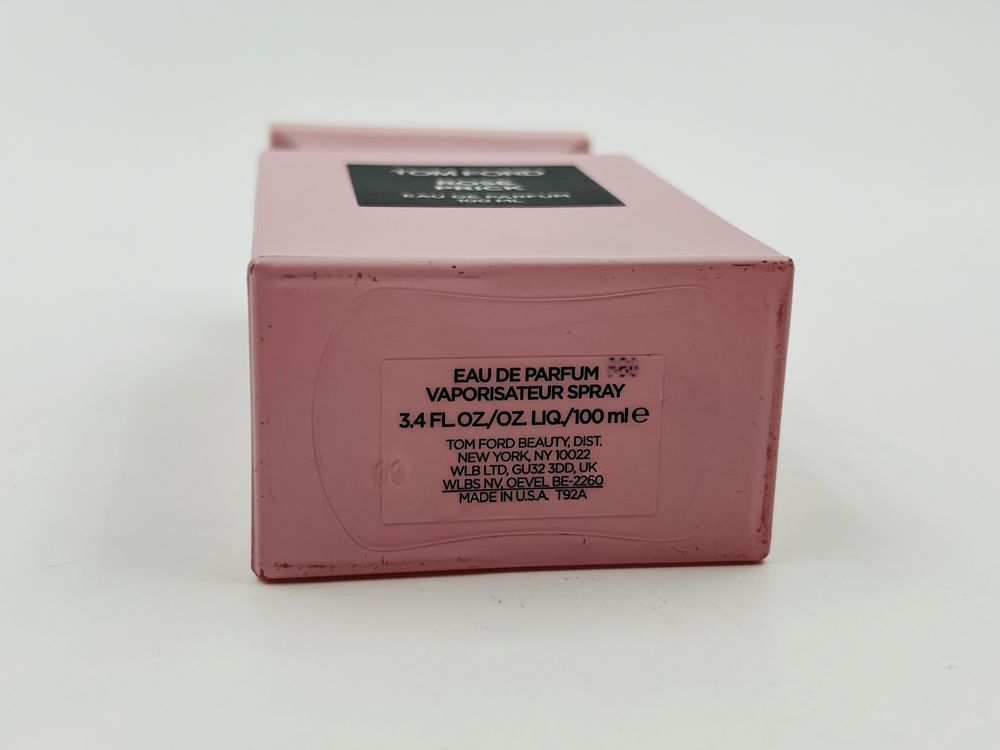 TOM FORD
ROSE
PRICK
EAU DE PARFUM
100 ML
EAU DE PARFUM
VAPORISATEUR SPRAY
3.4 FL.OZ./OZ. LIQ./100 ml ℮
TOM FORD BEAUTY, DIST.
NEW YORK, NY 10022
WLB LTD, GU32 3DD, UK
WLBS NV, OEVEL BE-2260
MADE IN U.S.A. T92A